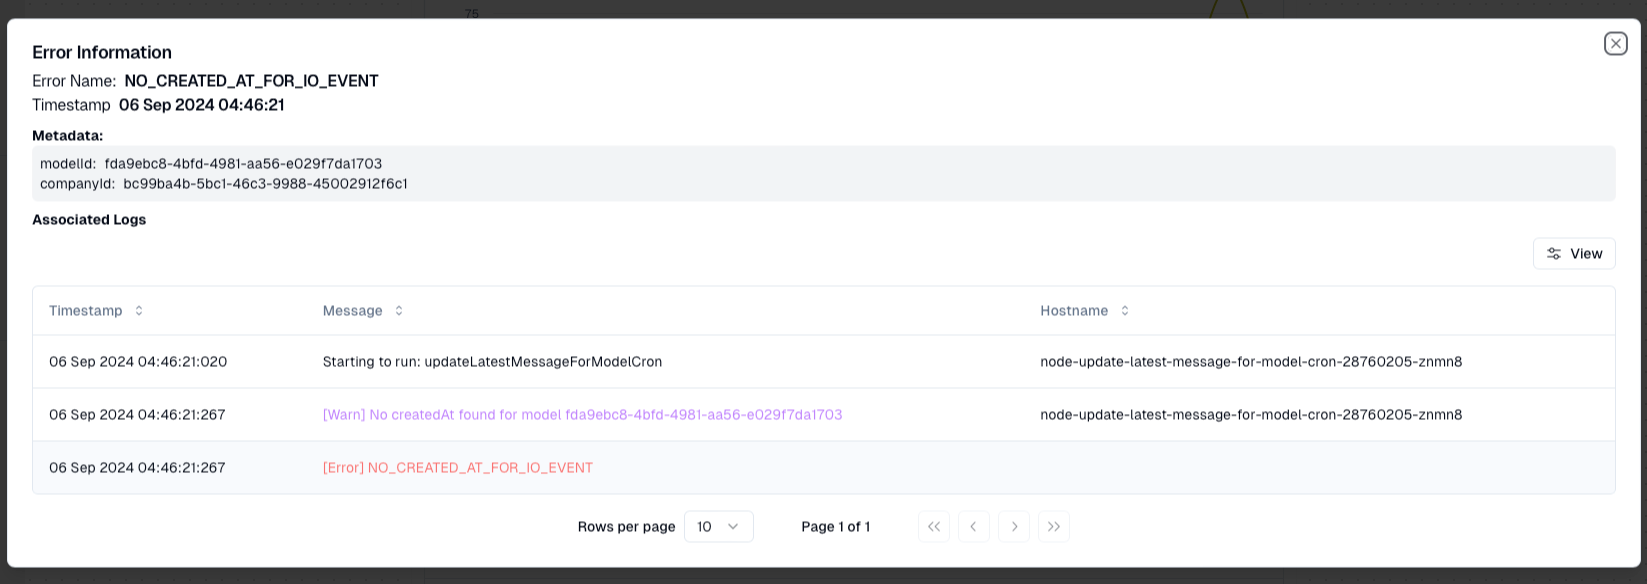 75
Error Information
Error Name: NO_CREATED_AT_FOR_IO_EVENT
Timestamp 06 Sep 2024 04:46:21
Metadata:
modelId: fda9ebc8-4bfd-4981-aa56-e029f7da1703
companyId: bc99ba4b-5bc1-46c3-9988-45002912f6c1
Associated Logs
View
Timestamp Message Hostname
06 Sep 2024 04:46:21:020 Starting to run: updateLatestMessageForModelCron node-update-latest-message-for-model-cron-28760205-znmn8
06 Sep 2024 04:46:21:267 [Warn] No createdAt found for model fda9ebc8-4bfd-4981-aa56-e029f7da1703 node-update-latest-message-for-model-cron-28760205-znmn8
06 Sep 2024 04:46:21:267 [Error] NO_CREATED_AT_FOR_IO_EVENT
Rows per page 10 Page 1 of 1